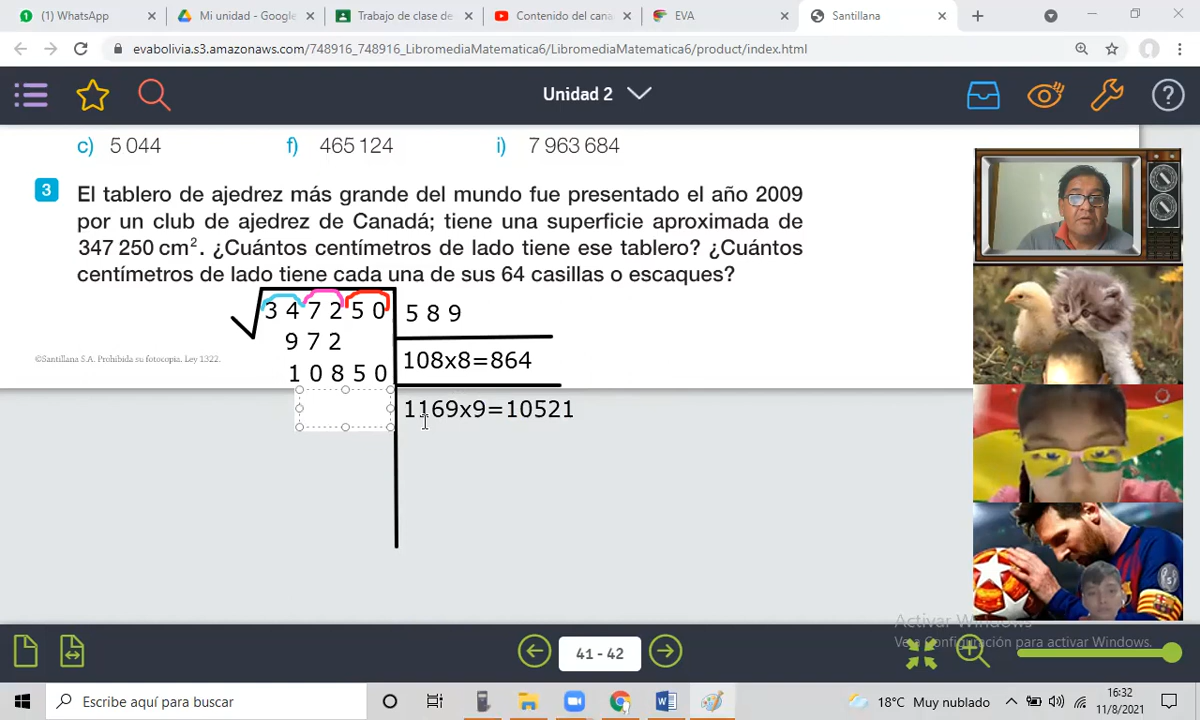 (1) WhatsApp
Mi unidad - Google
Trabajo de clase de
Contenido del cana
EVA
Santillana
evabolivia.s3.amazonaws.com/748916_748916_LibromediaMatematica6/LibromediaMatematica6/product/index.html
Unidad 2
c) 5 044 f) 465 124 i) 7 963 684
3 El tablero de ajedrez más grande del mundo fue presentado el año 2009
por un club de ajedrez de Canadá; tiene una superficie aproximada de
347 250 cm². ¿Cuántos centímetros de lado tiene ese tablero? ¿Cuántos
centímetros de lado tiene cada una de sus 64 casillas o escaques?
√ 3 4 7 2 5 0 5 8 9
9 7 2
108x8=864
©Santillana S.A. Prohibida su fotocopia. Ley 1322.
1 0 8 5 0
1169x9=10521
Activar Windows
Ve a Configuración para activar Windows.
41 - 42
Escribe aquí para buscar
18°C Muy nublado
16:32
11/8/2021